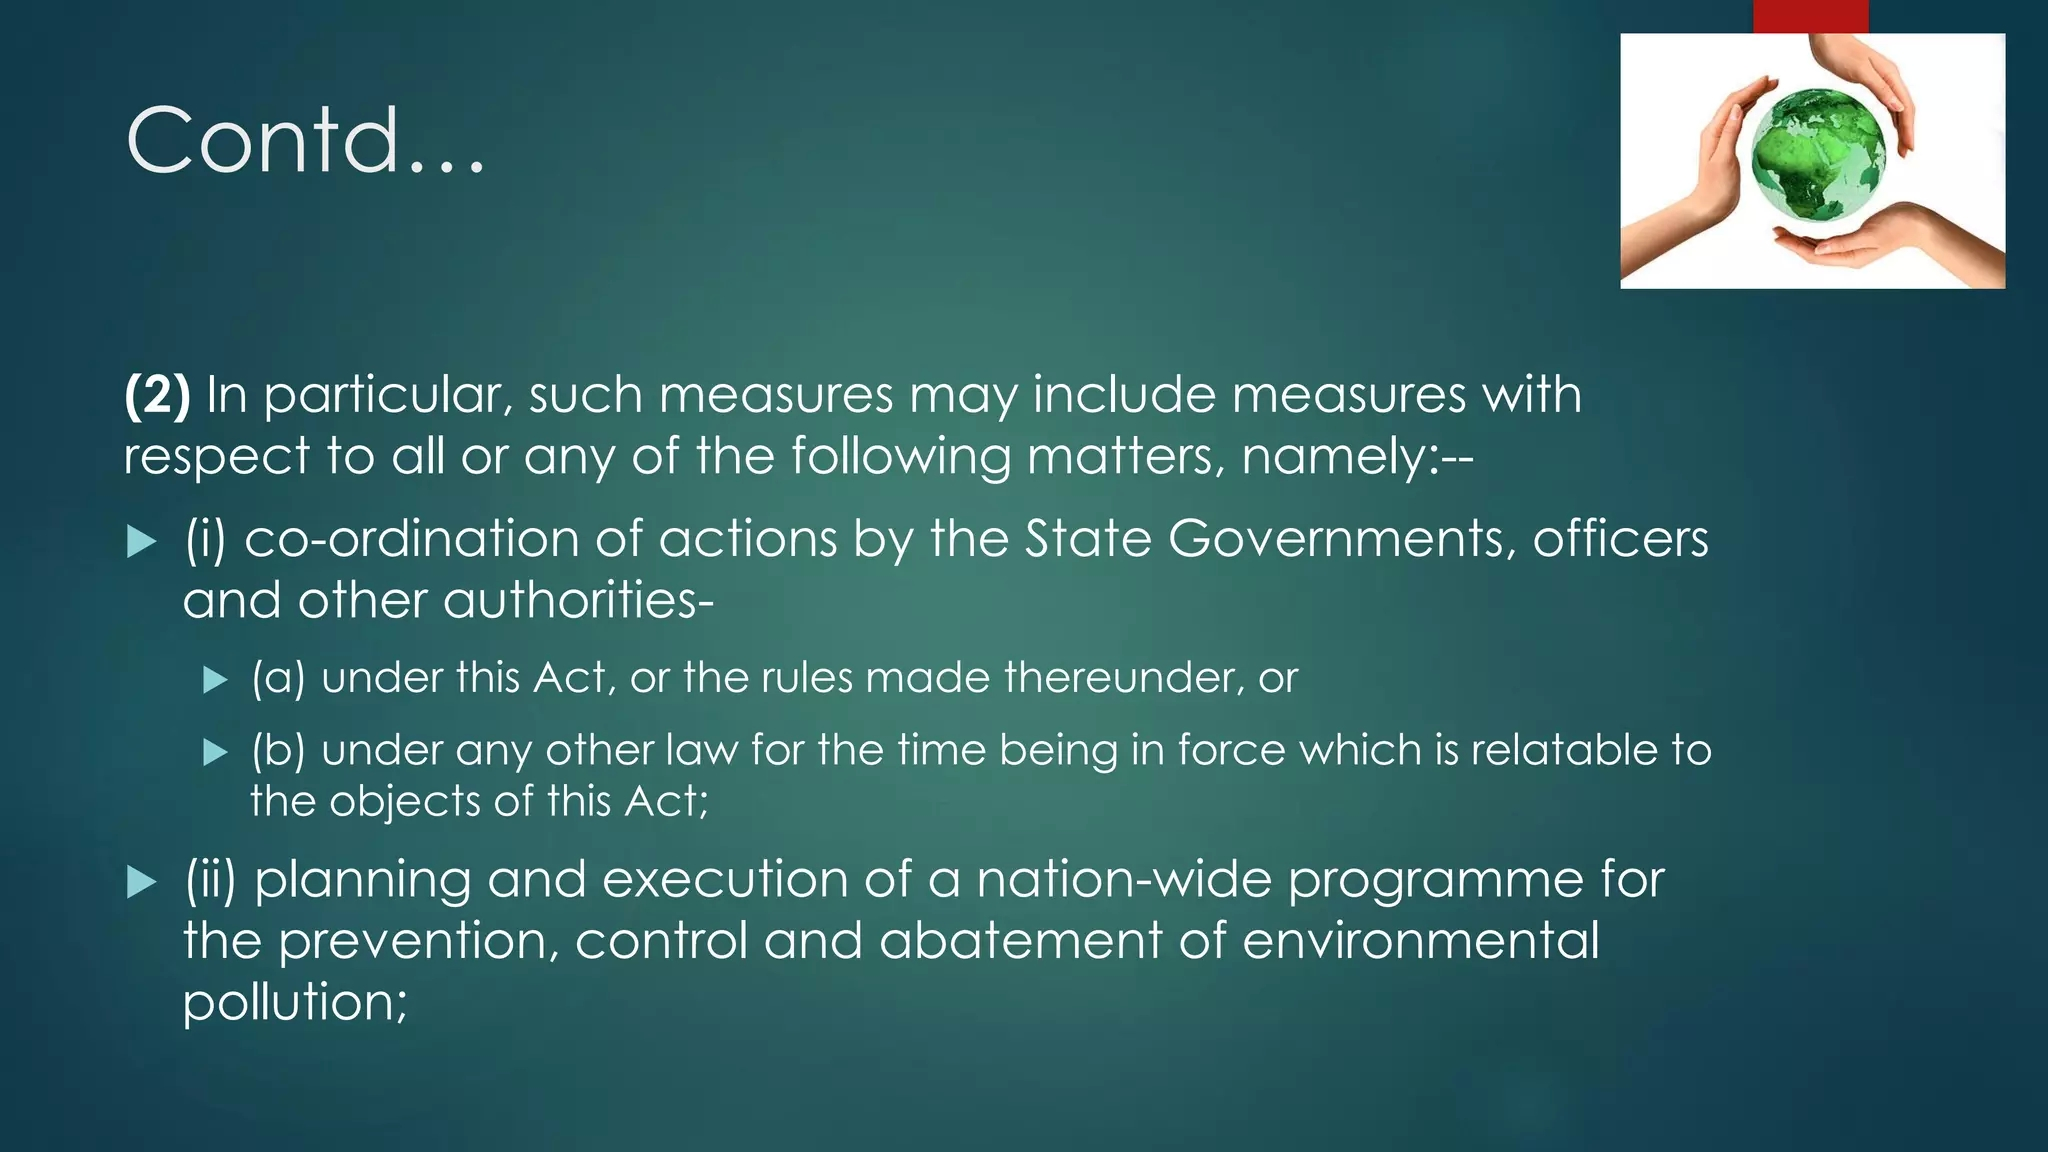 Contd…
(2) In particular, such measures may include measures with
respect to all or any of the following matters, namely:--
(i) co-ordination of actions by the State Governments, officers
and other authorities-
(a) under this Act, or the rules made thereunder, or
(b) under any other law for the time being in force which is relatable to
the objects of this Act;
(ii) planning and execution of a nation-wide programme for
the prevention, control and abatement of environmental
pollution;